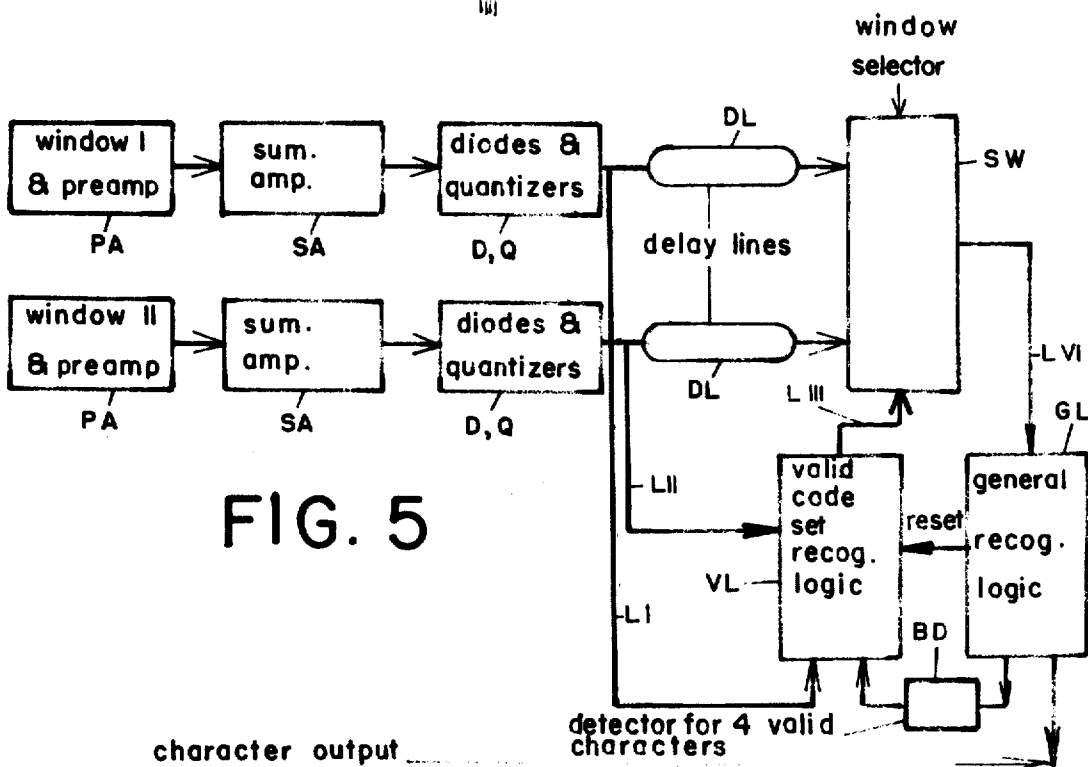 window
selector
window I
& preamp
PA
sum.
amp.
SA
diodes &
quantizers
D, Q
DL
delay lines
SW
window II
& preamp
PA
sum.
amp.
SA
diodes &
quantizers
D, Q
DL
L III
L VI
GL
FIG. 5
L II
valid
code
set
recog.
logic
VL
reset
general
recog.
logic
L I
BD
detector for 4 valid
characters
character output